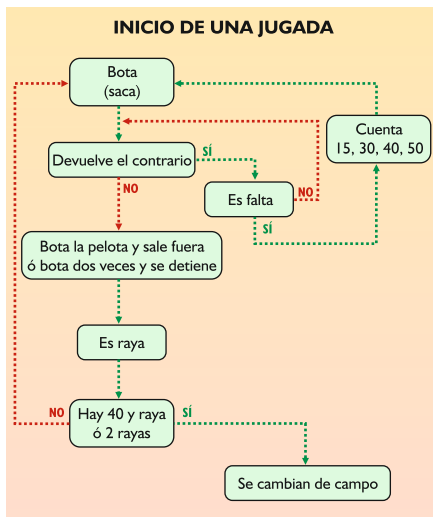 INICIO DE UNA JUGADA
Bota
(saca)
Cuenta
15, 30, 40, 50
Devuelve el contrario
SÍ
NO
Es falta
NO
SÍ
Bota la pelota y sale fuera
ó bota dos veces y se detiene
Es raya
NO
Hay 40 y raya
ó 2 rayas
SÍ
Se cambian de campo